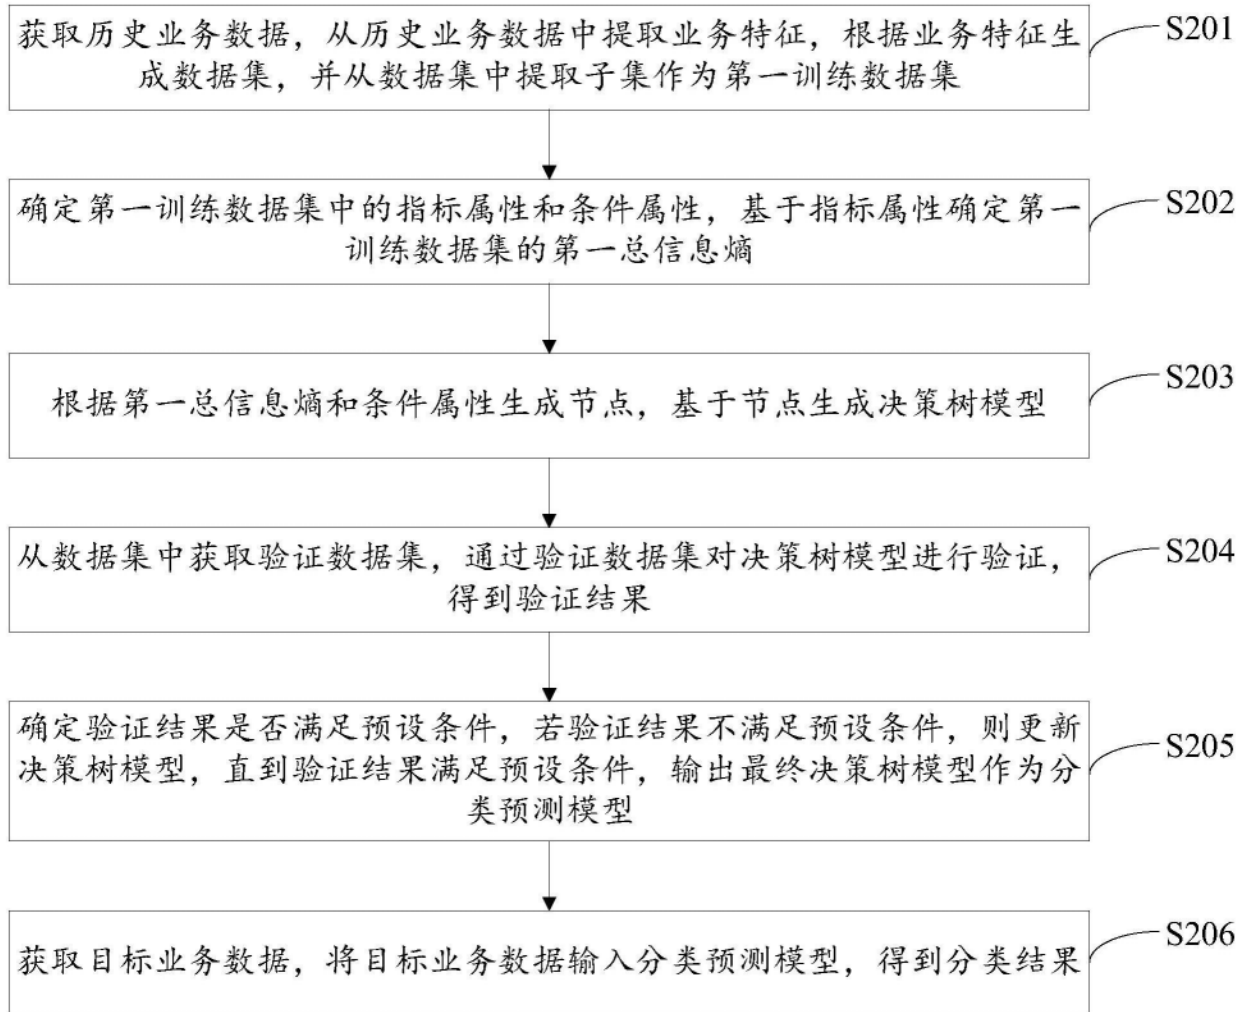 获取历史业务数据，从历史业务数据中提取业务特征，根据业务特征生
成数据集，并从数据集中提取子集作为第一训练数据集
S201
确定第一训练数据集中的指标属性和条件属性，基于指标属性确定第一
训练数据集的第一总信息熵
S202
根据第一总信息熵和条件属性生成节点，基于节点生成决策树模型
S203
从数据集中获取验证数据集，通过验证数据集对决策树模型进行验证，
得到验证结果
S204
确定验证结果是否满足预设条件，若验证结果不满足预设条件，则更新
决策树模型，直到验证结果满足预设条件，输出最终决策树模型作为分
类预测模型
S205
获取目标业务数据，将目标业务数据输入分类预测模型，得到分类结果
S206